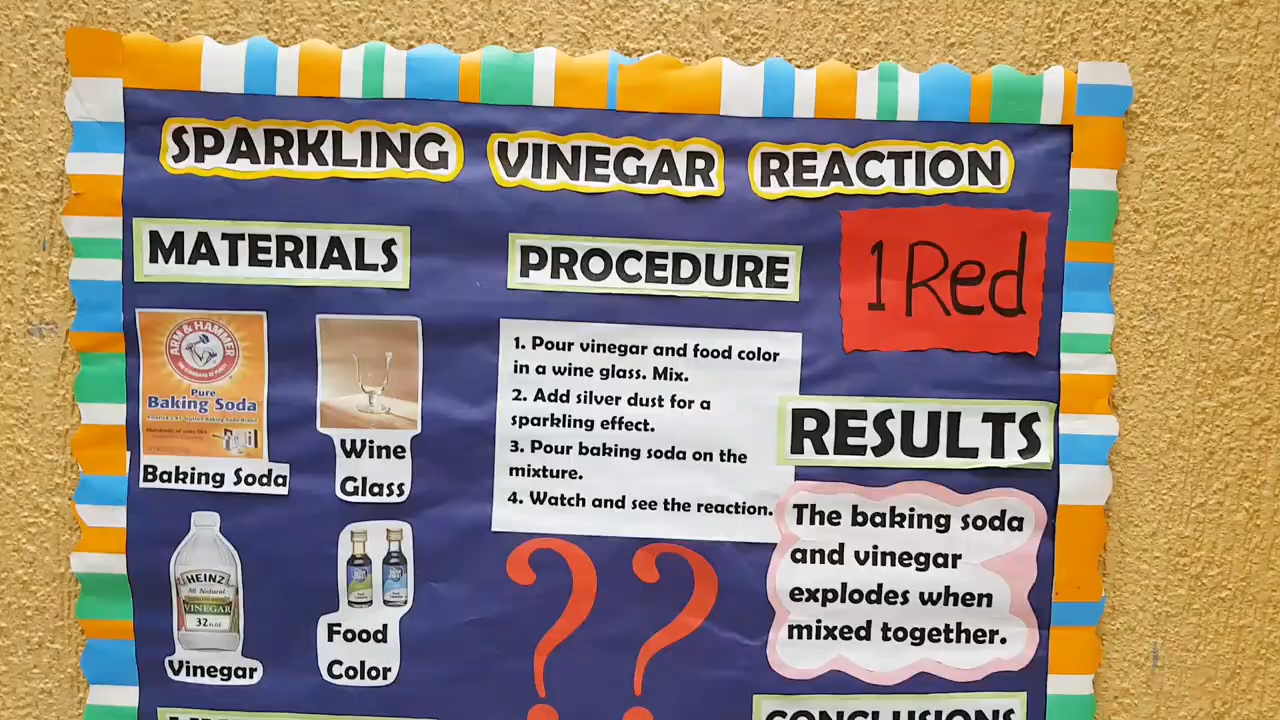 SPARKLING VINEGAR REACTION
MATERIALS
ARM & HAMMER
Pure
Baking Soda
Baking Soda
Wine
Glass
HEINZ
All Natural
VINEGAR
32 FL OZ
Vinegar
Food
Color
PROCEDURE
1. Pour vinegar and food color
in a wine glass. Mix.
2. Add silver dust for a
sparkling effect.
3. Pour baking soda on the
mixture.
4. Watch and see the reaction.
??
1 Red
RESULTS
The baking soda
and vinegar
explodes when
mixed together.
CONCLUSIONS